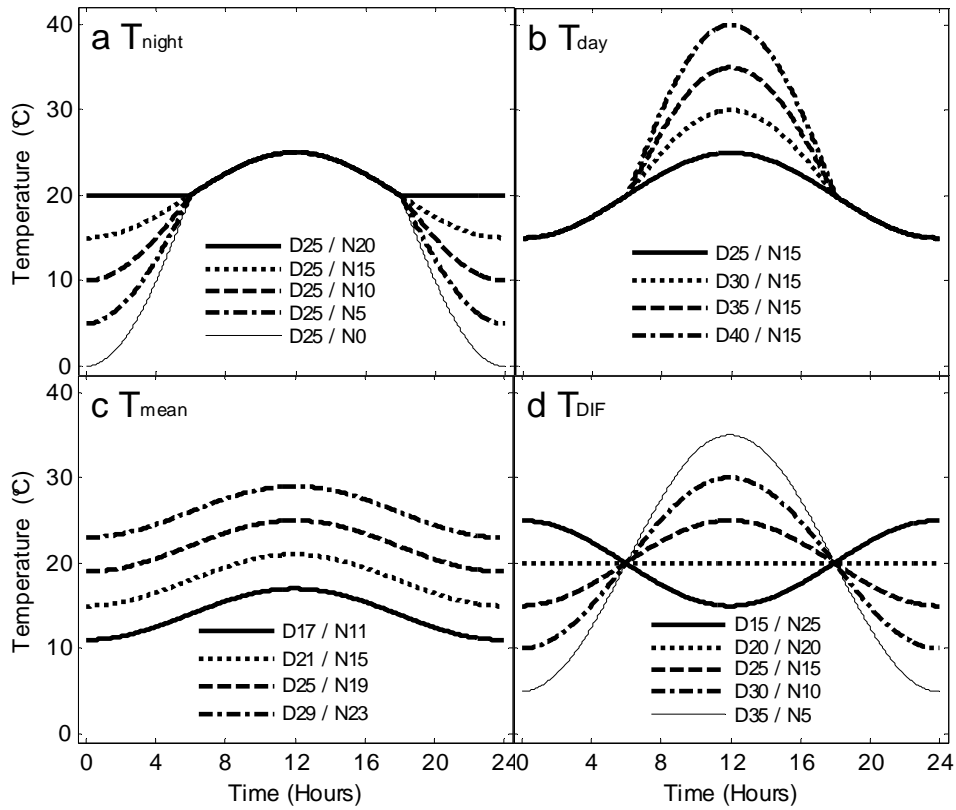 a Tnight
40
30
20
10
0
Temperature (°C)
D25 / N20
D25 / N15
D25 / N10
D25 / N5
D25 / N0
b Tday
D25 / N15
D30 / N15
D35 / N15
D40 / N15
c Tmean
40
30
20
10
0
Temperature (°C)
D17 / N11
D21 / N15
D25 / N19
D29 / N23
0 4 8 12 16 20 24
Time (Hours)
d TDIF
D15 / N25
D20 / N20
D25 / N15
D30 / N10
D35 / N5
0 4 8 12 16 20 24
Time (Hours)